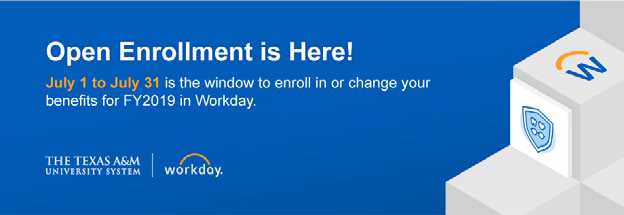 Open Enrollment is Here!
July 1 to July 31 is the window to enroll in or change your
benefits for FY2019 in Workday.
THE TEXAS A&M
UNIVERSITY SYSTEM
workday.
W